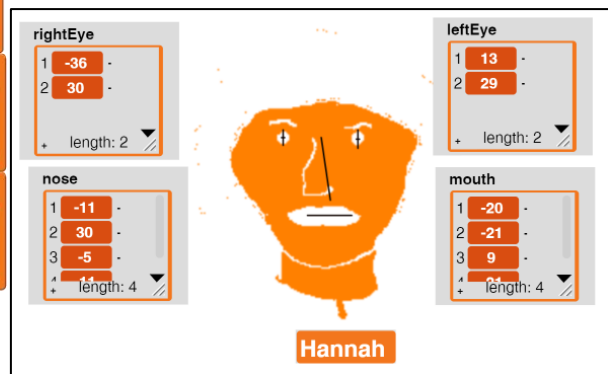 rightEye
1 -36 -
2 30 -
+ length: 2
leftEye
1 13 -
2 29 -
+ length: 2
nose
1 -11 -
2 30 -
3 -5 -
+ length: 4
mouth
1 -20 -
2 -21 -
3 9 -
+ length: 4
Hannah